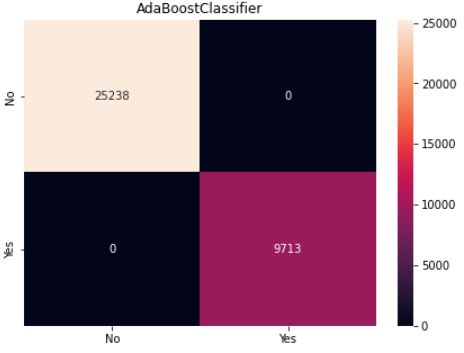 AdaBoostClassifier
No
25238
0
Yes
0
9713
No
Yes
25000
20000
15000
10000
5000
0